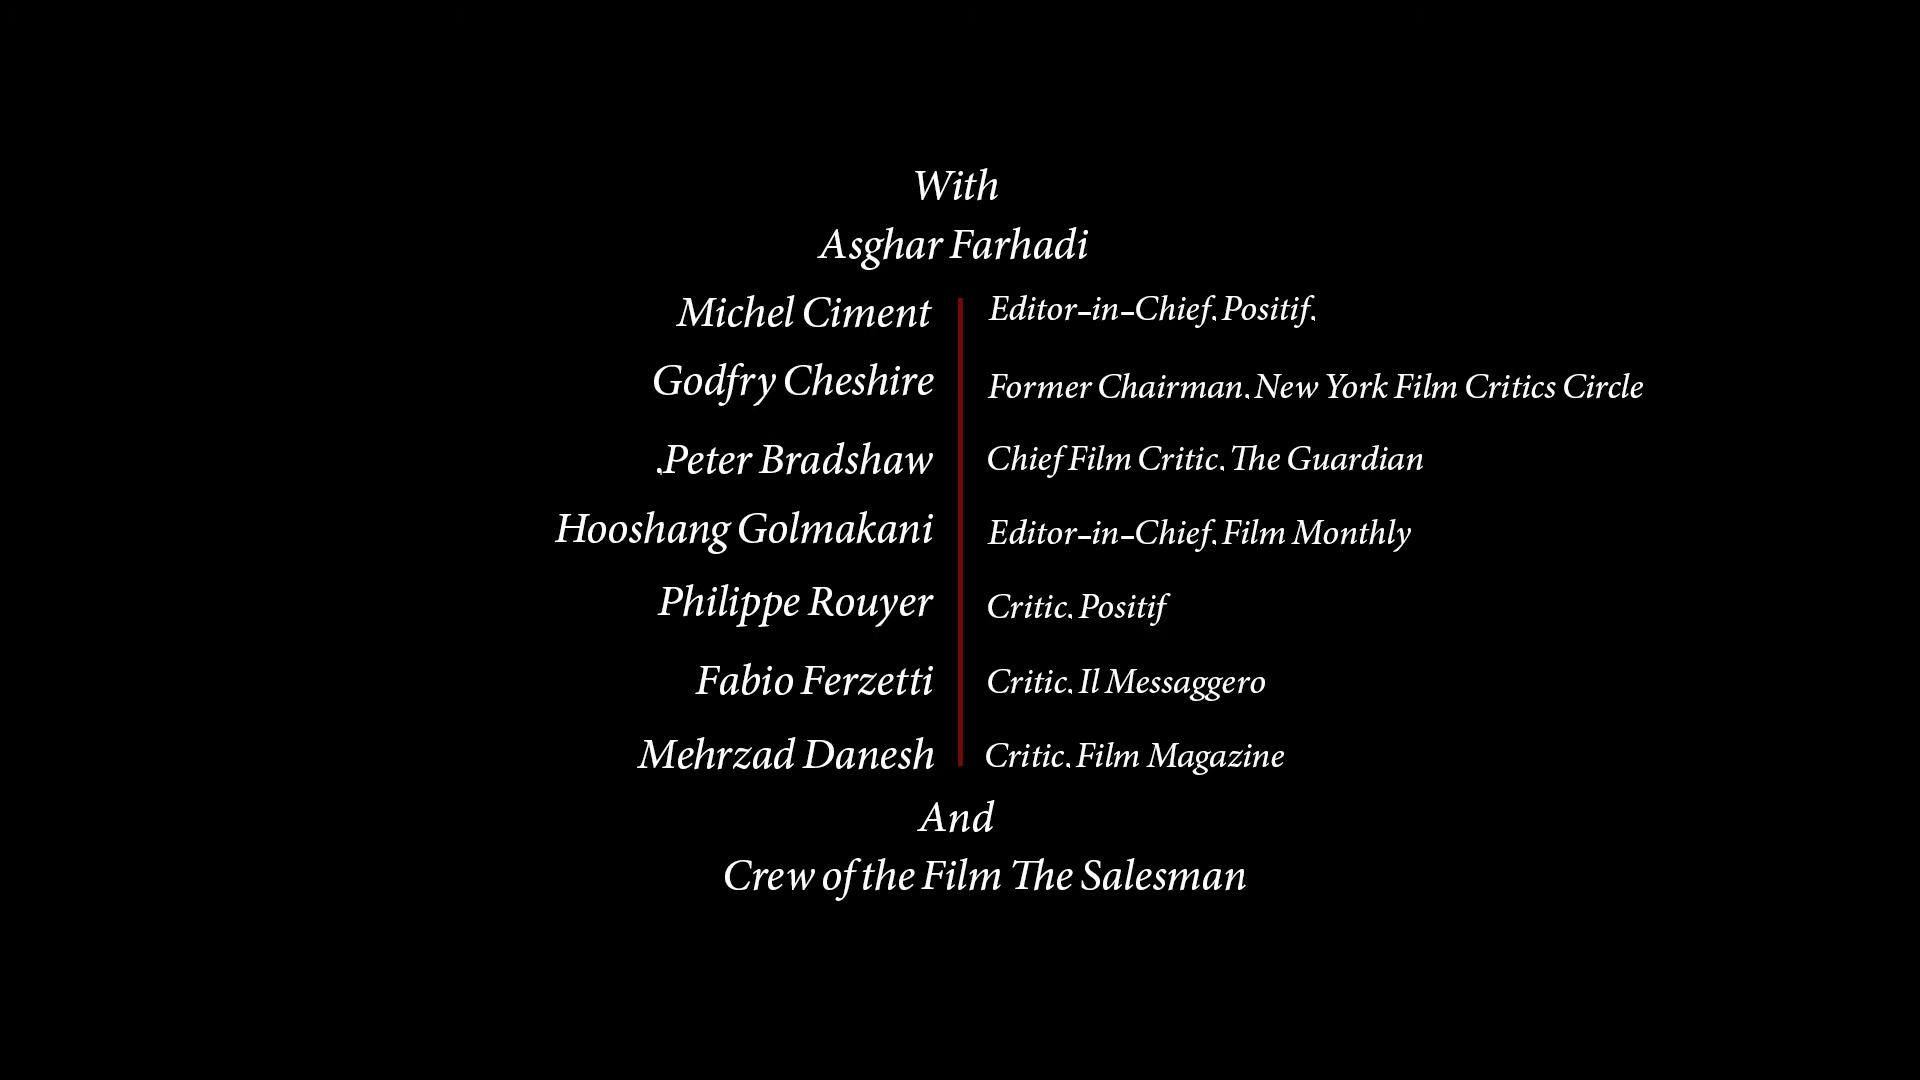 With
Asghar Farhadi
Michel Ciment Editor-in-Chief, Positif,
Godfry Cheshire Former Chairman, New York Film Critics Circle
,Peter Bradshaw Chief Film Critic, The Guardian
Hooshang Golmakani Editor-in-Chief, Film Monthly
Philippe Rouyer Critic, Positif
Fabio Ferzetti Critic, Il Messaggero
Mehrzad Danesh Critic, Film Magazine
And
Crew of the Film The Salesman